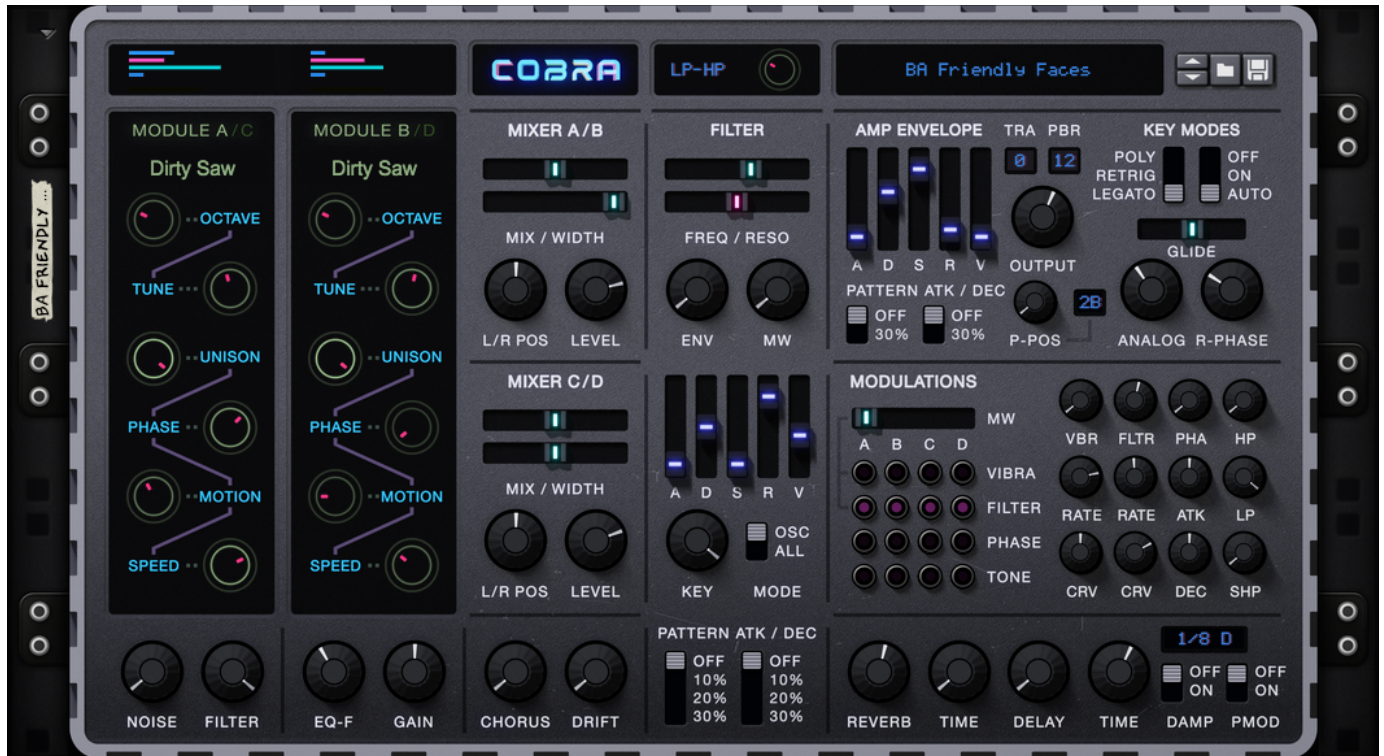 COBRA
LP-HP
BA Friendly Faces
MODULE A/C
MODULE B/D
MIXER A/B
FILTER
AMP ENVELOPE
TRA PBR
KEY MODES
Dirty Saw
Dirty Saw
0 12
POLY
RETRIG
LEGATO
OFF
ON
AUTO
BA FRIENDLY ...
OCTAVE
TUNE
UNISON
PHASE
MOTION
SPEED
OCTAVE
TUNE
UNISON
PHASE
MOTION
SPEED
MIX / WIDTH
L/R POS LEVEL
FREQ / RESO
ENV MW
A D S R V
OUTPUT
GLIDE
PATTERN ATK / DEC
OFF
30%
OFF
30%
P-POS
2B
ANALOG R-PHASE
MIXER C/D
MIX / WIDTH
L/R POS LEVEL
A D S R V
KEY
OSC
ALL
MODE
MODULATIONS
MW
A B C D
VIBRA
FILTER
PHASE
TONE
VBR FLTR PHA HP
RATE RATE ATK LP
CRV CRV DEC SHP
NOISE FILTER
EQ-F GAIN
CHORUS DRIFT
PATTERN ATK / DEC
OFF
10%
20%
30%
OFF
10%
20%
30%
REVERB TIME DELAY TIME
1/8 D
OFF
ON
OFF
ON
DAMP PMOD